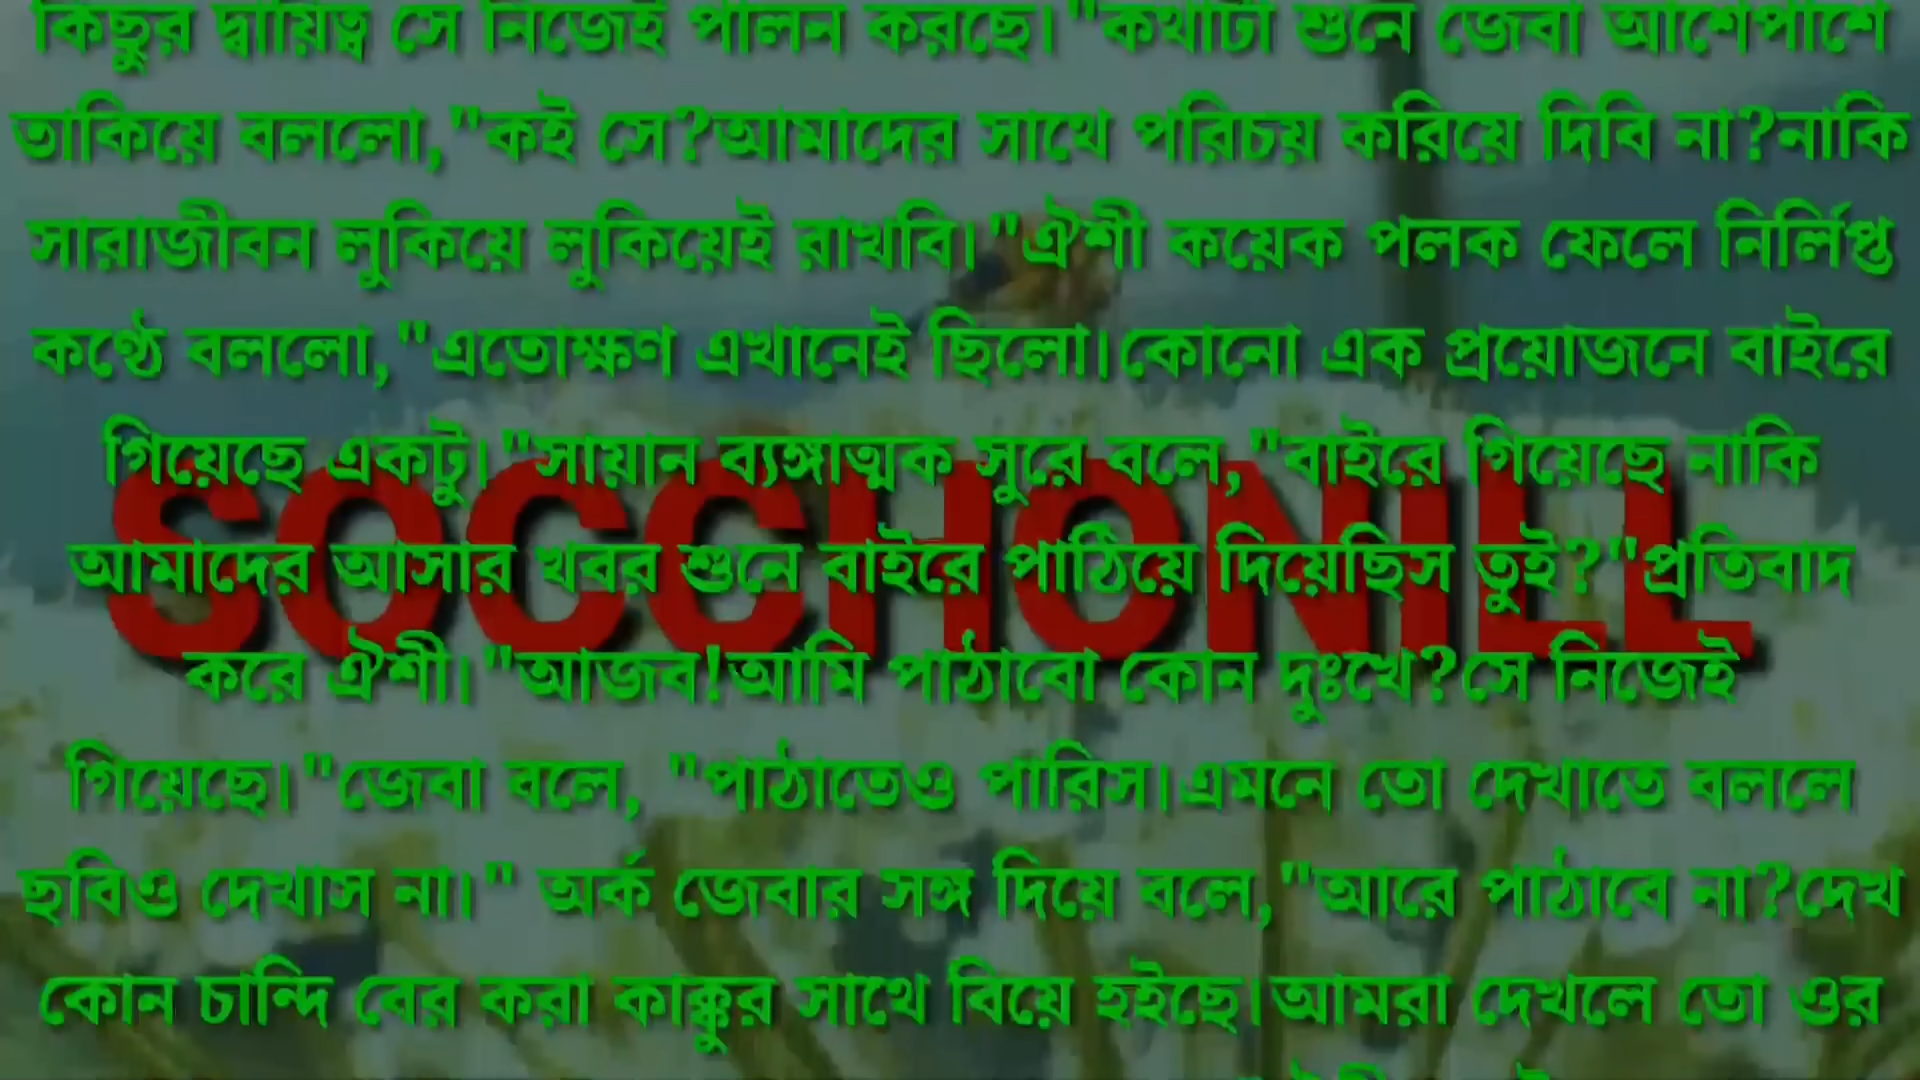 কিছুর দ্বায়িত্ব সে নিজেই পালন করছে।"কথাটা শুনে জেবা আশেপাশে
তাকিয়ে বললো,"কই সে?আমাদের সাথে পরিচয় করিয়ে দিবি না?নাকি
সারাজীবন লুকিয়ে লুকিয়েই রাখবি।"ঐশী কয়েক পলক ফেলে নির্লিপ্ত
কণ্ঠে বললো,"এতোক্ষণ এখানেই ছিলো।কোনো এক প্রয়োজনে বাইরে
গিয়েছে একটু।"সায়ান ব্যঙ্গাত্মক সুরে বলে,"বাইরে গিয়েছে নাকি
SOCCHONILL
আমাদের আসার খবর শুনে বাইরে পাঠিয়ে দিয়েছিস তুই?"প্রতিবাদ
করে ঐশী।"আজব!আমি পাঠাবো কোন দুঃখে?সে নিজেই
গিয়েছে।"জেবা বলে, "পাঠাতেও পারিস।এমনে তো দেখাতে বললে
ছবিও দেখাস না।" অর্ক জেবার সঙ্গ দিয়ে বলে,"আরে পাঠাবে না?দেখ
কোন চান্দি বের করা কাক্কুর সাথে বিয়ে হইছে।আমরা দেখলে তো ওর